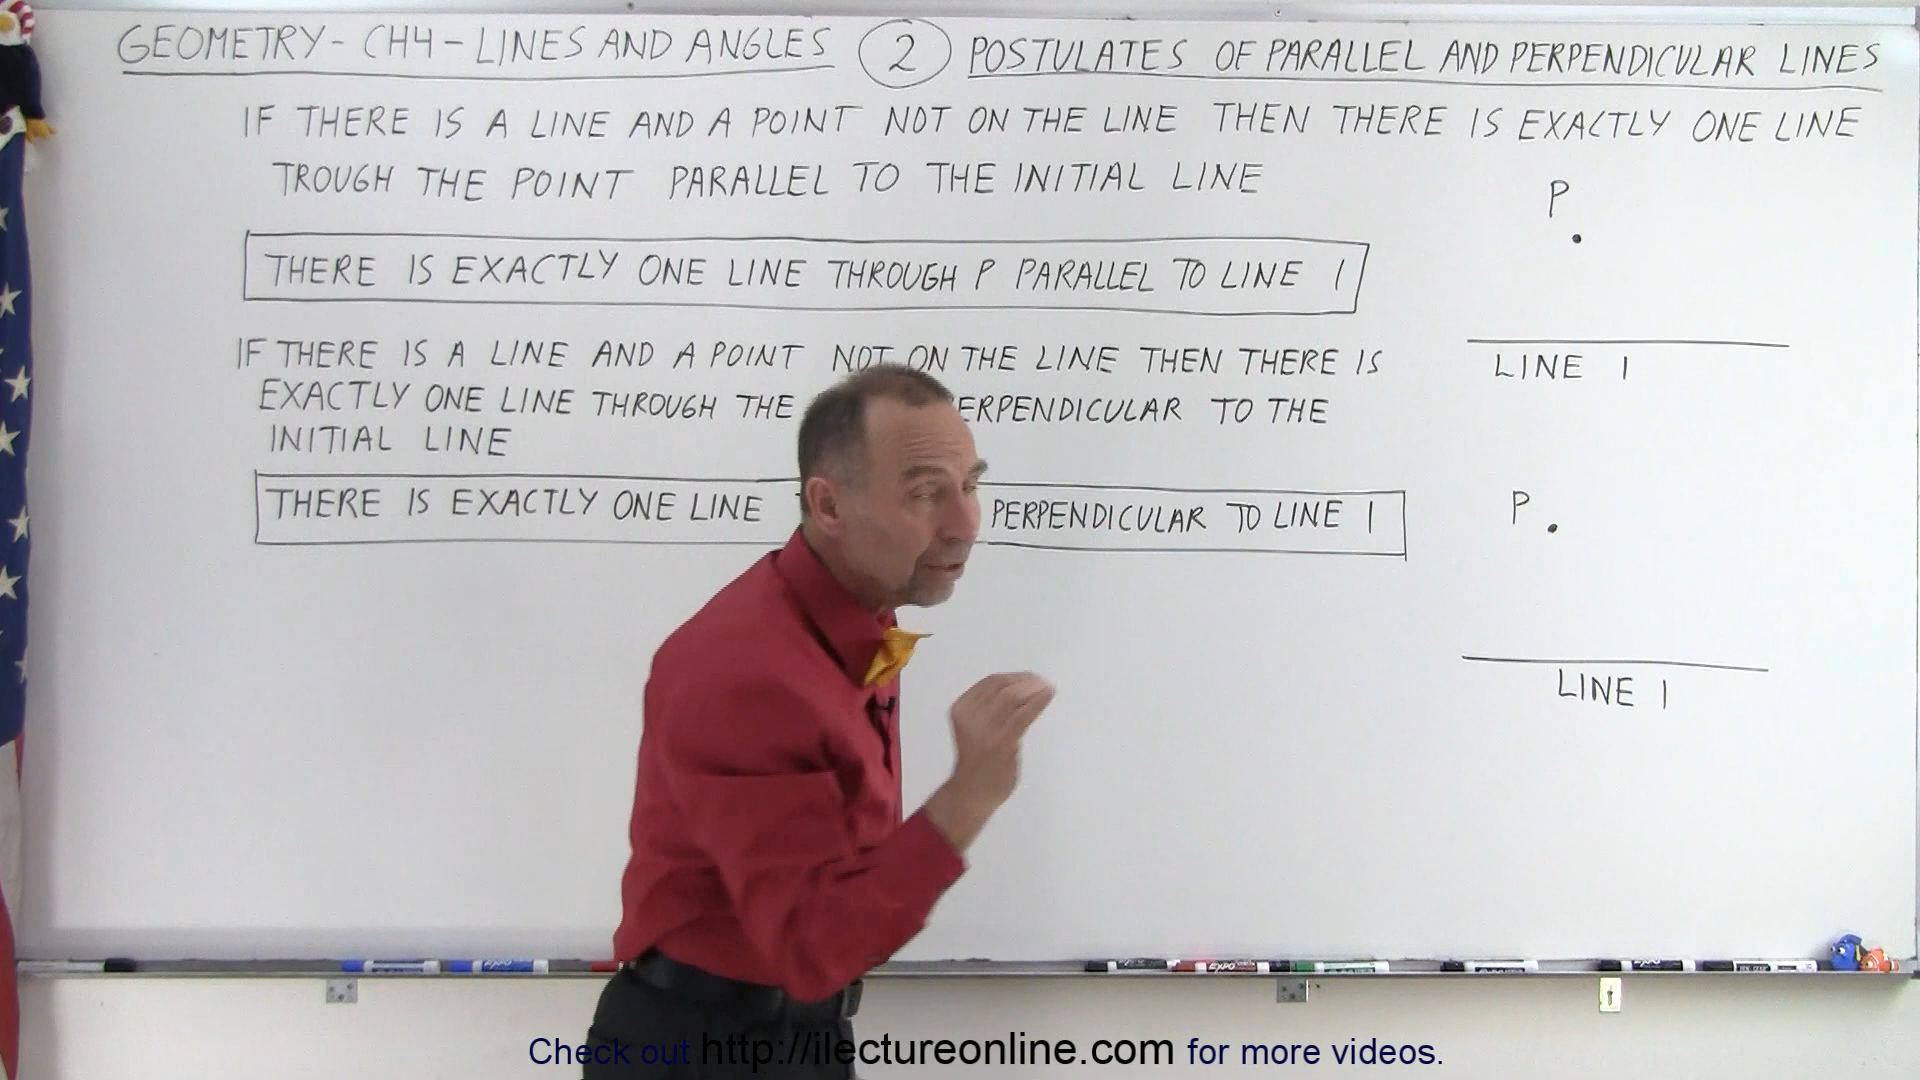 GEOMETRY - CH4 - LINES AND ANGLES 2 POSTULATES OF PARALLEL AND PERPENDICULAR LINES
IF THERE IS A LINE AND A POINT NOT ON THE LINE THEN THERE IS EXACTLY ONE LINE
TROUGH THE POINT PARALLEL TO THE INITIAL LINE
P
THERE IS EXACTLY ONE LINE THROUGH P PARALLEL TO LINE 1
LINE 1
IF THERE IS A LINE AND A POINT NOT ON THE LINE THEN THERE IS
EXACTLY ONE LINE THROUGH THE ERPENDICULAR TO THE
INITIAL LINE
THERE IS EXACTLY ONE LINE PERPENDICULAR TO LINE 1
P
LINE 1
EXPO
Check out http://ilectureonline.com for more videos.